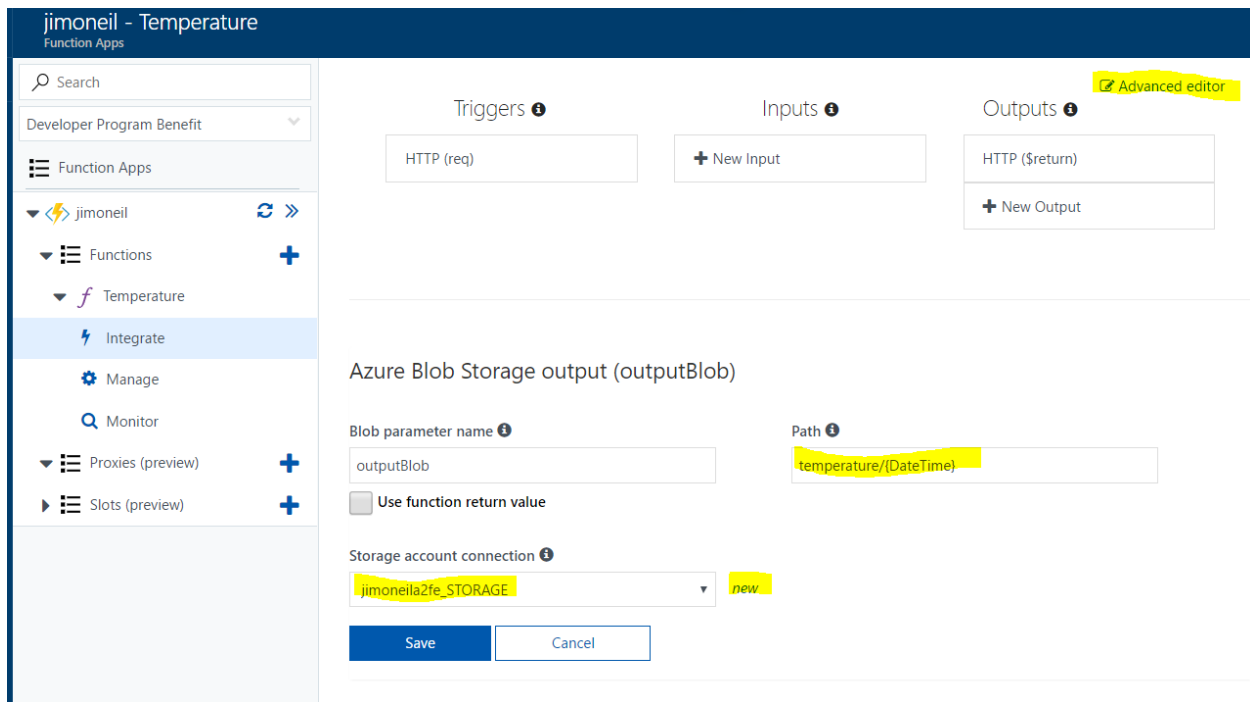 jimoneil - Temperature
Function Apps
Search
Developer Program Benefit
Function Apps
jimoneil
Functions
Temperature
Integrate
Manage
Monitor
Proxies (preview)
Slots (preview)
Advanced editor
Triggers
Inputs
Outputs
HTTP (req)
New Input
HTTP ($return)
New Output
Azure Blob Storage output (outputBlob)
Blob parameter name
Path
outputBlob
temperature/{DateTime}
Use function return value
Storage account connection
jimoneila2fe_STORAGE
new
Save
Cancel